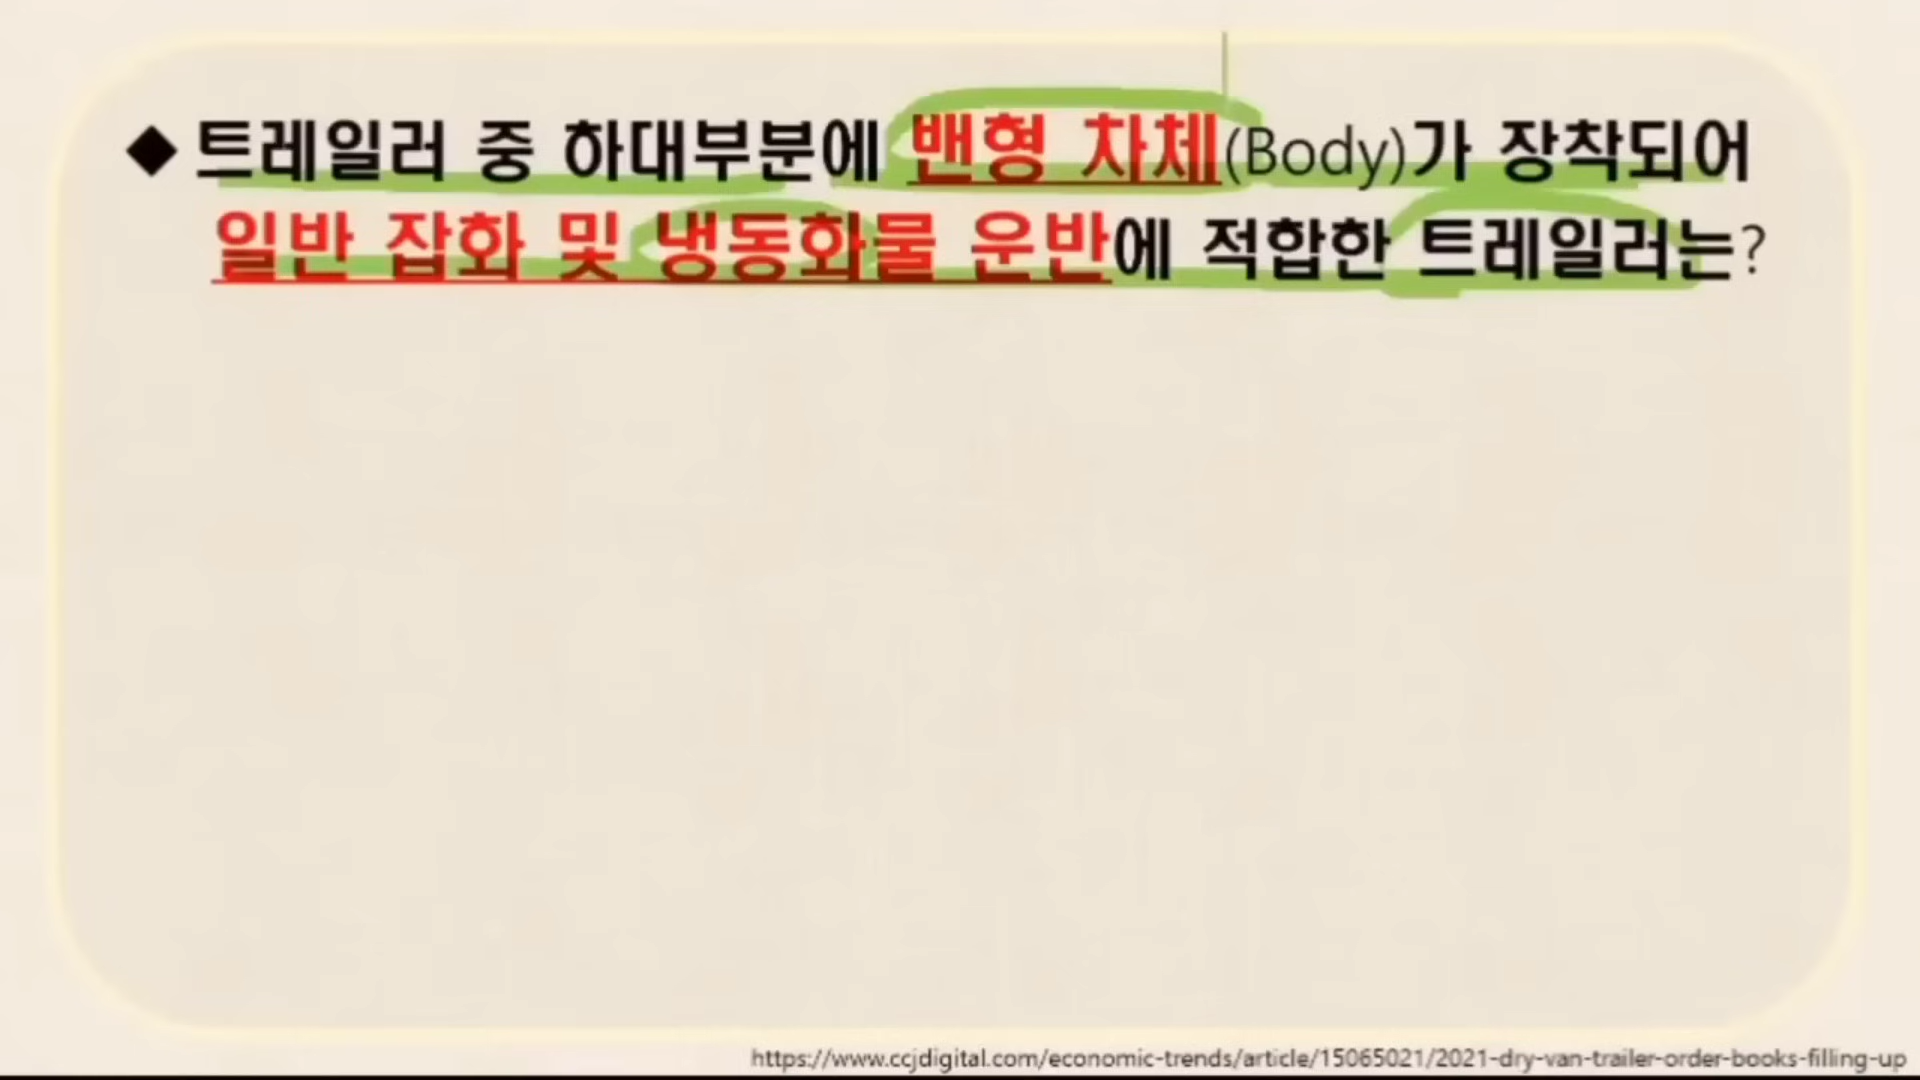 ◆ 트레일러 중 하대부분에 밴형 차체(Body)가 장착되어
일반 잡화 및 냉동화물 운반에 적합한 트레일러는?
https://www.ccjdigital.com/economic-trends/article/15065021/2021-dry-van-trailer-order-books-filling-up